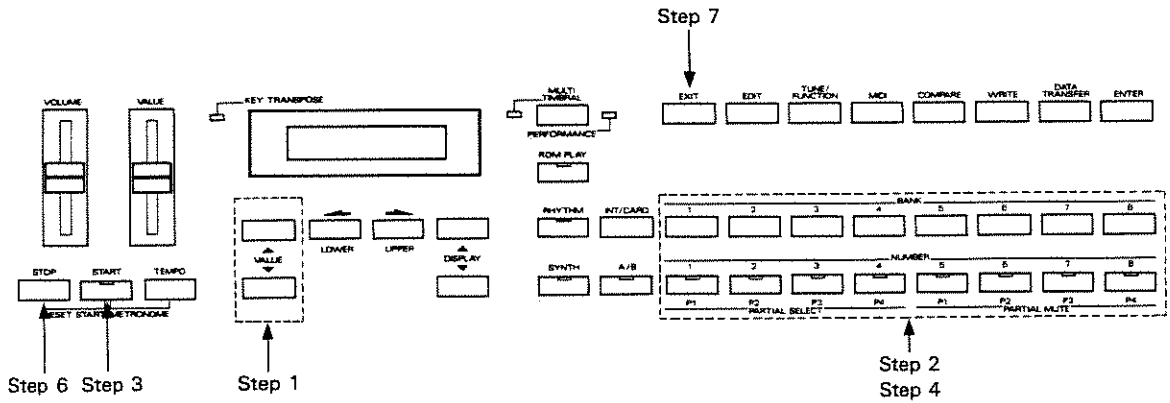 Step 7
VOLUME VALUE KEY TRANSPOSE MULTI TIMBRAL EXIT EDIT TUNE/FUNCTION MIDI COMPARE WRITE DATA TRANSFER ENTER
PERFORMANCE
ROM PLAY
BANK
RHYTHM INT/CARD 1 2 3 4 5 6 7 8
LOWER UPPER
VALUE DISPLAY
NUMBER
STOP START TEMPO SYNTH A/B 1 2 3 4 5 6 7 8
P1 P2 P3 P4 P1 P2 P3 P4
RESET START METRONOME PARTIAL SELECT PARTIAL MUTE
Step 6 Step 3 Step 1 Step 2
Step 4